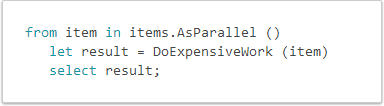 from item in items.AsParallel ()
let result = DoExpensiveWork (item)
select result;